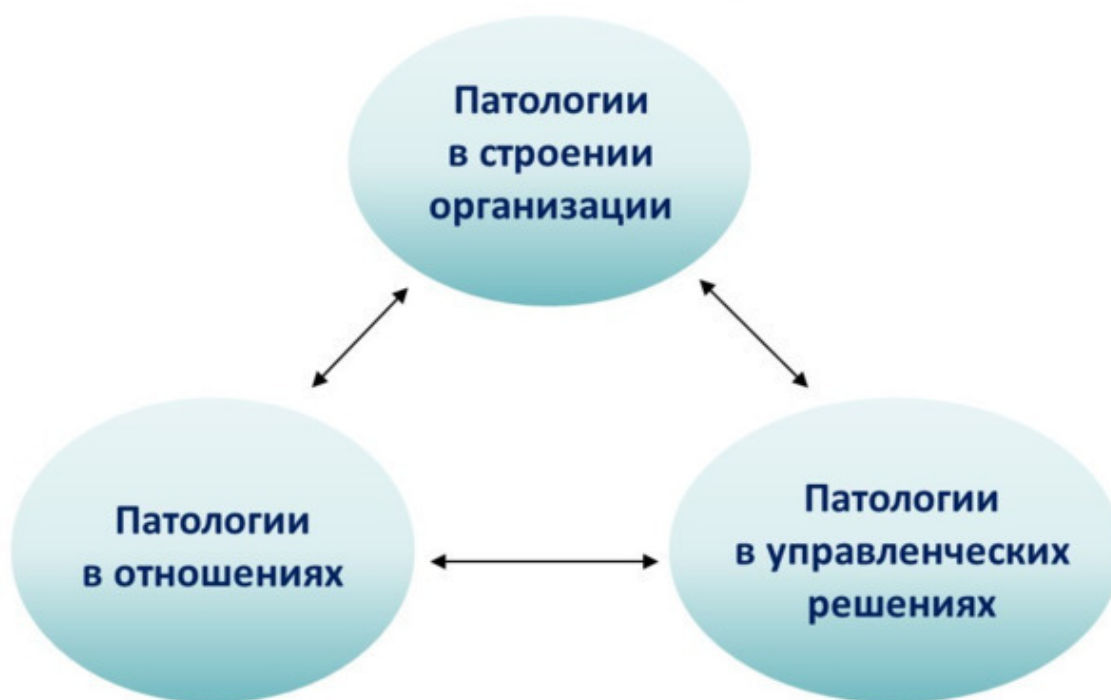 Патологии
в строении
организации
Патологии
в отношениях
Патологии
в управленческих
решениях